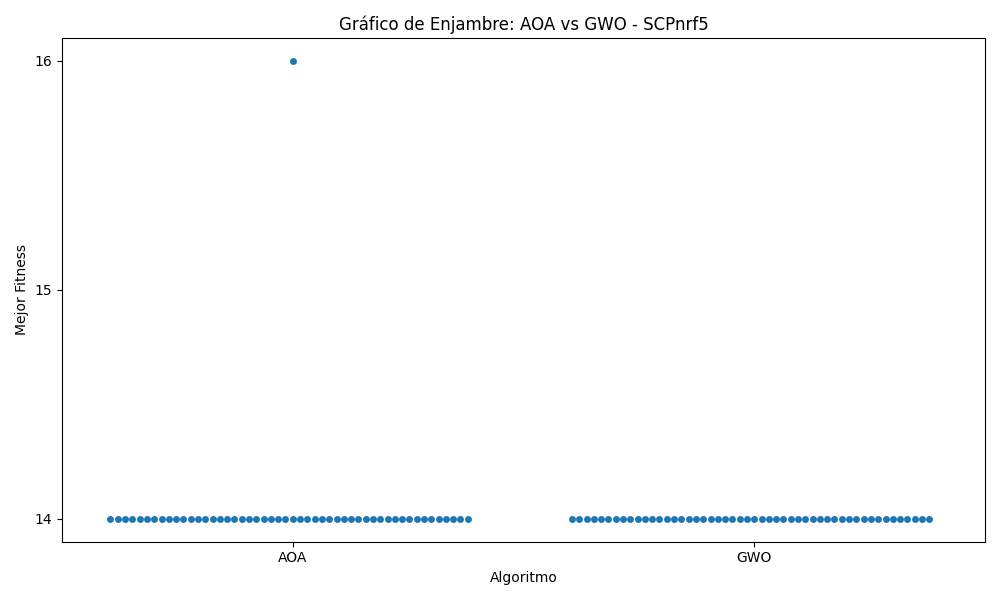 Gráfico de Enjambre: AOA vs GWO - SCPnrf5
16
15
14
Mejor Fitness
AOA
GWO
Algoritmo